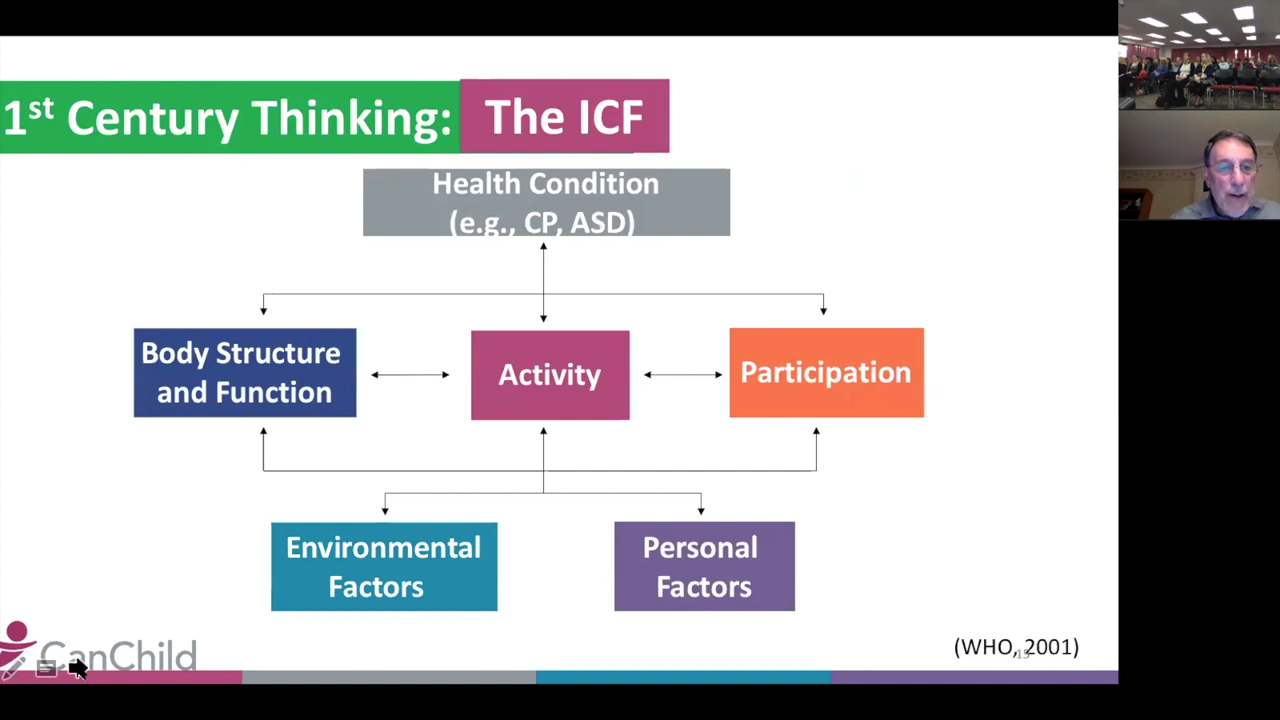 1st Century Thinking: The ICF
Health Condition
(e.g., CP, ASD)
Body Structure
and Function
Activity
Participation
Environmental
Factors
Personal
Factors
CanChild
(WHO, 2001)
15